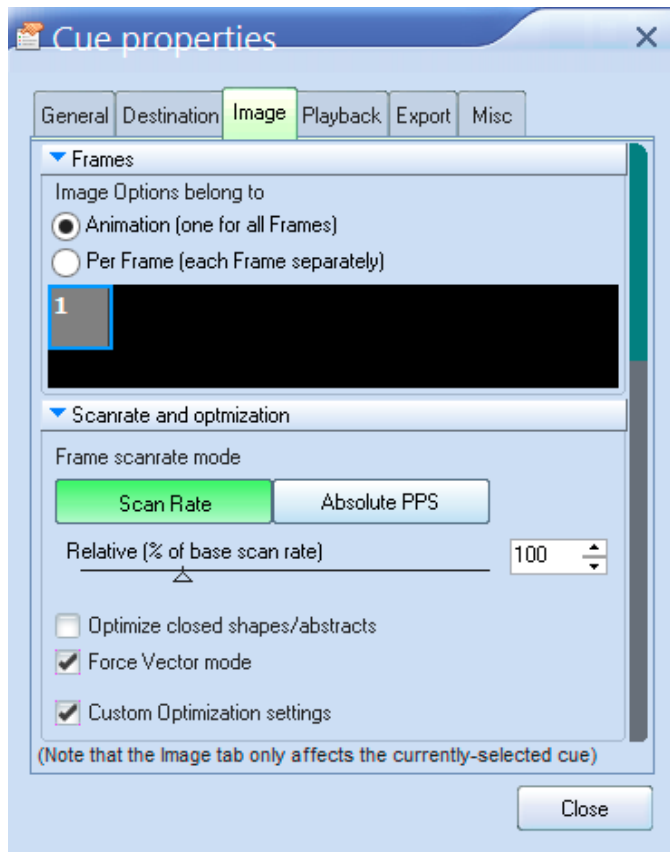 Cue properties
General Destination Image Playback Export Misc
Frames
Image Options belong to
Animation (one for all Frames)
Per Frame (each Frame separately)
1
Scanrate and optmization
Frame scanrate mode
Scan Rate Absolute PPS
Relative (% of base scan rate) 100
Optimize closed shapes/abstracts
Force Vector mode
Custom Optimization settings
(Note that the Image tab only affects the currently-selected cue)
Close